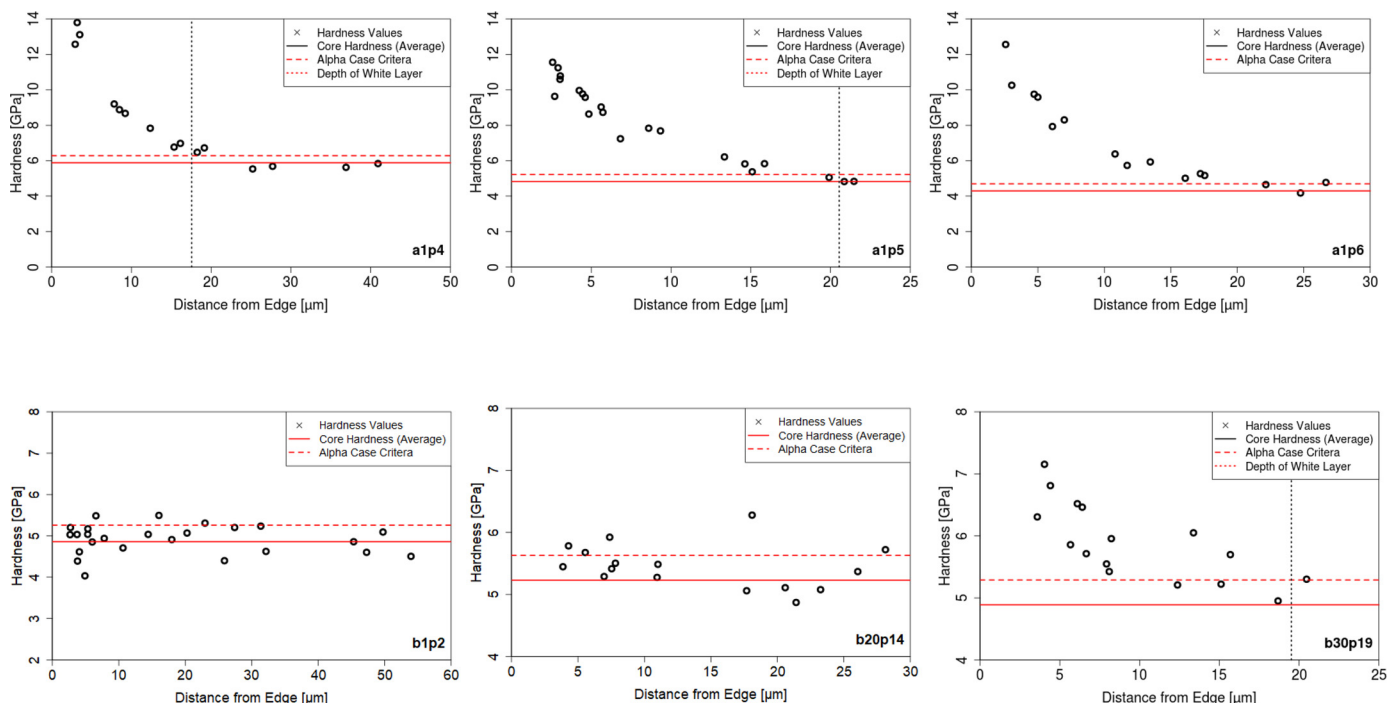 14
12
10
8
6
4
2
0
Hardness [GPa]
× Hardness Values
Core Hardness (Average)
Alpha Case Critera
Depth of White Layer
a1p4
0 10 20 30 40 50
Distance from Edge [μm]
14
12
10
8
6
4
2
0
Hardness [GPa]
× Hardness Values
Core Hardness (Average)
Alpha Case Critera
Depth of White Layer
a1p5
0 5 10 15 20 25
Distance from Edge [μm]
14
12
10
8
6
4
2
0
Hardness [GPa]
× Hardness Values
Core Hardness (Average)
Alpha Case Critera
a1p6
0 5 10 15 20 25 30
Distance from Edge [μm]
8
7
6
5
4
3
2
Hardness [GPa]
× Hardness Values
Core Hardness (Average)
Alpha Case Critera
b1p2
0 10 20 30 40 50 60
Distance from Edge [μm]
8
7
6
5
4
Hardness [GPa]
× Hardness Values
Core Hardness (Average)
Alpha Case Critera
b20p14
0 5 10 15 20 25 30
Distance from Edge [μm]
8
7
6
5
4
Hardness [GPa]
× Hardness Values
Core Hardness (Average)
Alpha Case Critera
Depth of White Layer
b30p19
0 5 10 15 20 25
Distance from Edge [μm]